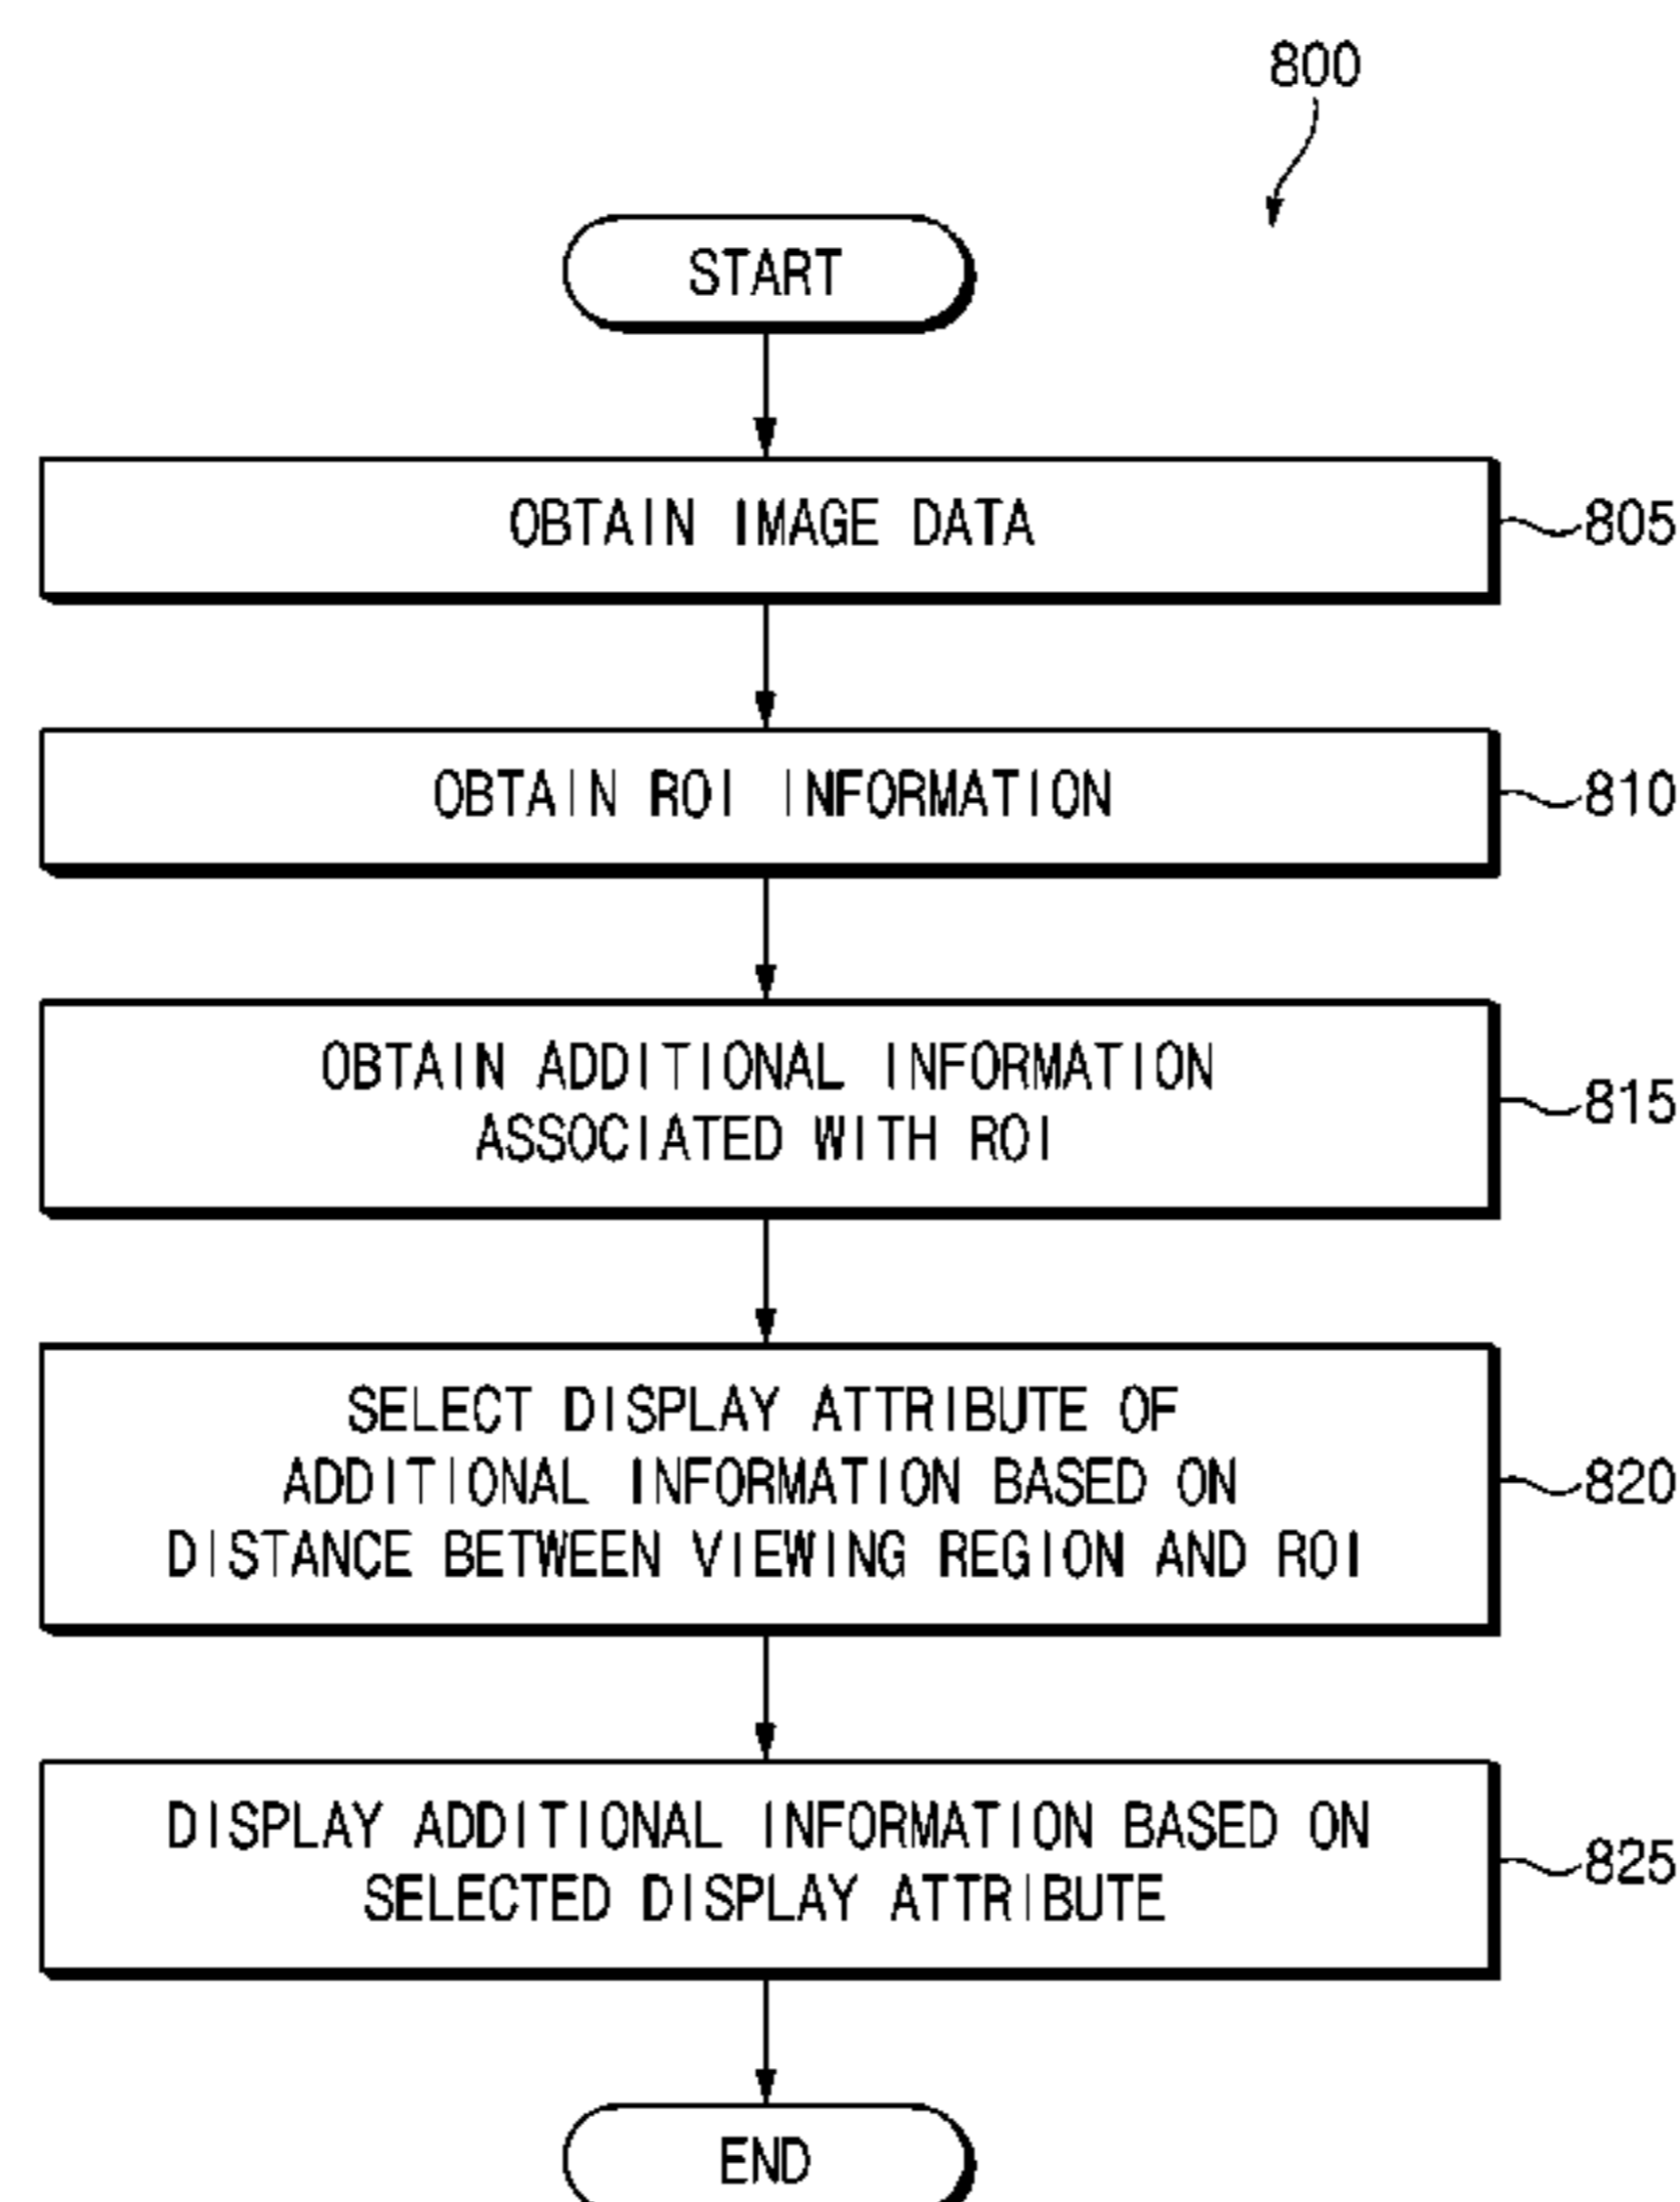 800
START
OBTAIN IMAGE DATA
805
OBTAIN ROI INFORMATION
810
OBTAIN ADDITIONAL INFORMATION
ASSOCIATED WITH ROI
815
SELECT DISPLAY ATTRIBUTE OF
ADDITIONAL INFORMATION BASED ON
DISTANCE BETWEEN VIEWING REGION AND ROI
820
DISPLAY ADDITIONAL INFORMATION BASED ON
SELECTED DISPLAY ATTRIBUTE
825
END